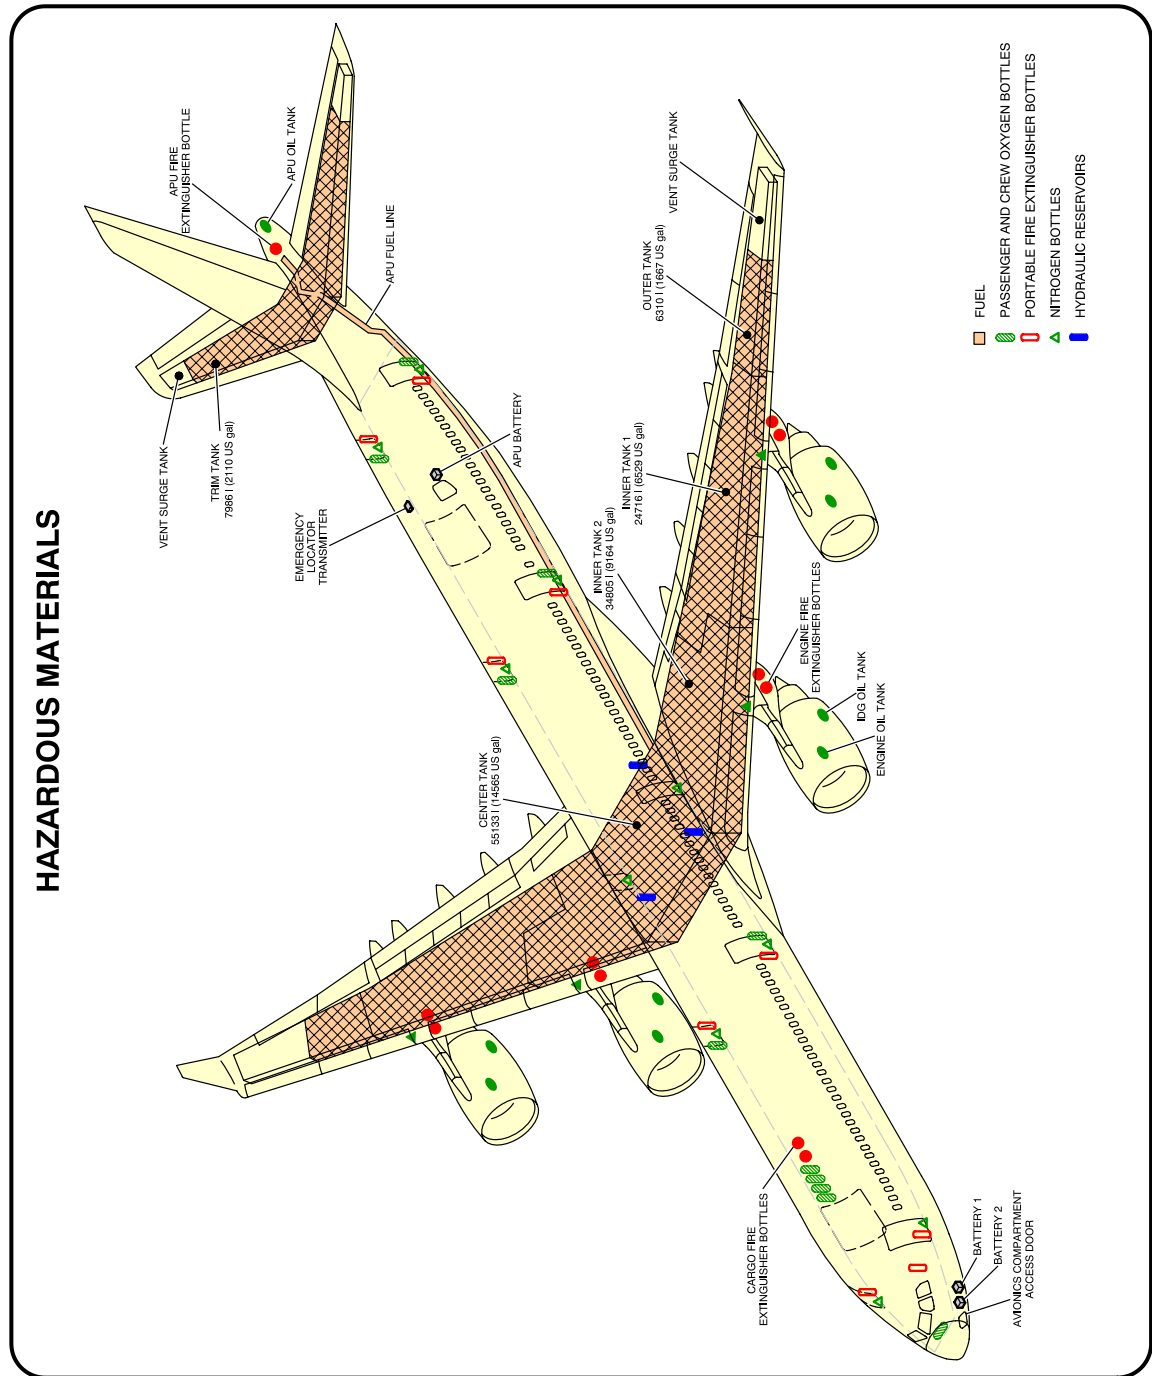 HAZARDOUS MATERIALS
VENT SURGE TANK
TRIM TANK
7986 l (2110 US gal)
APU FIRE
EXTINGUISHER BOTTLE
APU OIL TANK
APU FUEL LINE
EMERGENCY
LOCATOR
TRANSMITTER
APU BATTERY
CENTER TANK
55133 l (14565 US gal)
INNER TANK 2
34805 l (9164 US gal)
INNER TANK 1
24716 l (6529 US gal)
OUTER TANK
6310 l (1667 US gal)
VENT SURGE TANK
ENGINE FIRE
EXTINGUISHER BOTTLES
IDG OIL TANK
ENGINE OIL TANK
CARGO FIRE
EXTINGUISHER BOTTLES
BATTERY 1
BATTERY 2
AVIONICS COMPARTMENT
ACCESS DOOR
FUEL
PASSENGER AND CREW OXYGEN BOTTLES
PORTABLE FIRE EXTINGUISHER BOTTLES
NITROGEN BOTTLES
HYDRAULIC RESERVOIRS